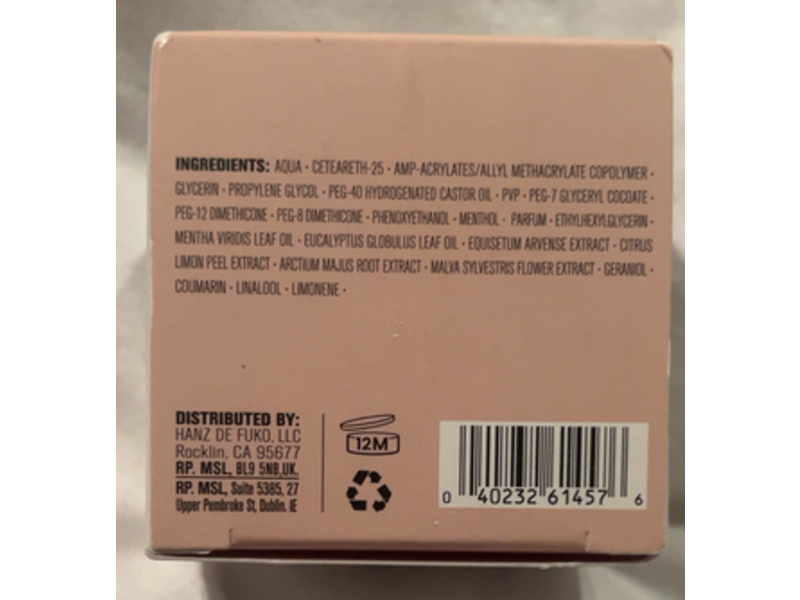 INGREDIENTS: AQUA • CETEARETH-25 • AMP-ACRYLATES/ALLYL METHACRYLATE COPOLYMER •
GLYCERIN • PROPYLENE GLYCOL • PEG-40 HYDROGENATED CASTOR OIL • PVP • PEG-7 GLYCERYL COCOATE •
PEG-12 DIMETHICONE • PEG-8 DIMETHICONE • PHENOXYETHANOL • MENTHOL • PARFUM • ETHYLHEXYLGLYCERIN •
MENTHA VIRIDIS LEAF OIL • EUCALYPTUS GLOBULUS LEAF OIL • EQUISETUM ARVENSE EXTRACT • CITRUS
LIMON PEEL EXTRACT • ARCTIUM MAJUS ROOT EXTRACT • MALVA SYLVESTRIS FLOWER EXTRACT • GERANIOL •
COUMARIN • LINALOOL • LIMONENE •
DISTRIBUTED BY:
HANZ DE FUKO, LLC
Rocklin, CA 95677
RP. MSL, BL9 5NB,UK.
RP. MSL, Suite 5385, 27
Upper Pembroke St, Dublin. IE
12M
0 40232 61457 6